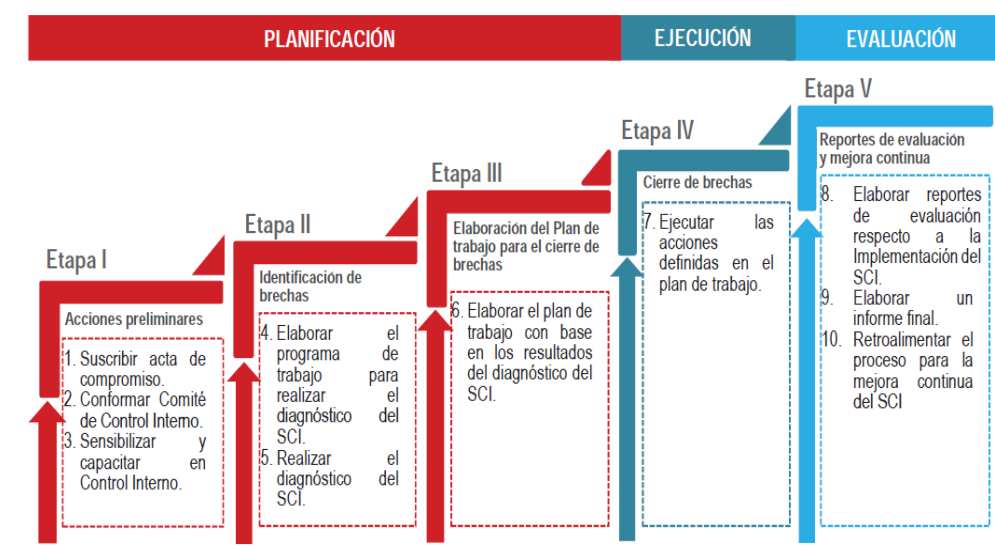 PLANIFICACIÓN
EJECUCIÓN
EVALUACIÓN
Etapa I
Acciones preliminares
1. Suscribir acta de
compromiso.
2. Conformar Comité
de Control Interno.
3. Sensibilizar y
capacitar en
Control Interno.
Etapa II
Identificación de
brechas
4. Elaborar el
programa de
trabajo para
realizar el
diagnóstico del
SCI.
5. Realizar el
diagnóstico del
SCI.
Etapa III
Elaboración del Plan de
trabajo para el cierre de
brechas
6. Elaborar el plan de
trabajo con base
en los resultados
del diagnóstico del
SCI.
Etapa IV
Cierre de brechas
7. Ejecutar las
acciones
definidas en el
plan de trabajo.
Etapa V
Reportes de evaluación
y mejora continua
8. Elaborar reportes
de evaluación
respecto a la
Implementación del
SCI.
9. Elaborar un
informe final.
10. Retroalimentar el
proceso para la
mejora continua
del SCI